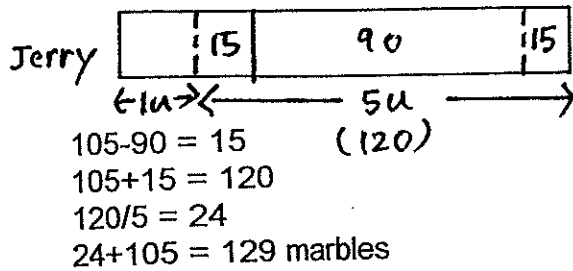 Jerry 15 90 15
1u 5u
(120)
105-90 = 15
105+15 = 120
120/5 = 24
24+105 = 129 marbles